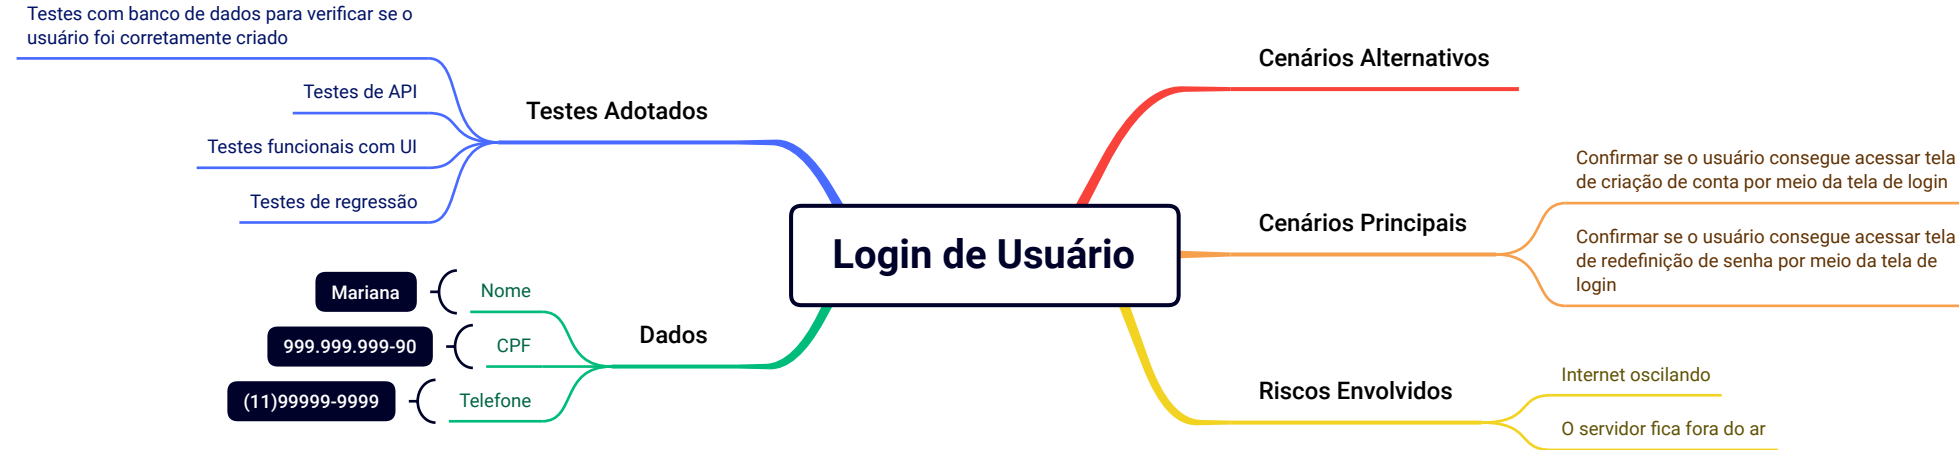 Login de Usuário
Testes Adotados
Testes com banco de dados para verificar se o
usuário foi corretamente criado
Testes de API
Testes funcionais com UI
Testes de regressão
Dados
Nome
Mariana
CPF
999.999.999-90
Telefone
(11)99999-9999
Cenários Alternativos
Cenários Principais
Confirmar se o usuário consegue acessar tela
de criação de conta por meio da tela de login
Confirmar se o usuário consegue acessar tela
de redefinição de senha por meio da tela de
login
Riscos Envolvidos
Internet oscilando
O servidor fica fora do ar